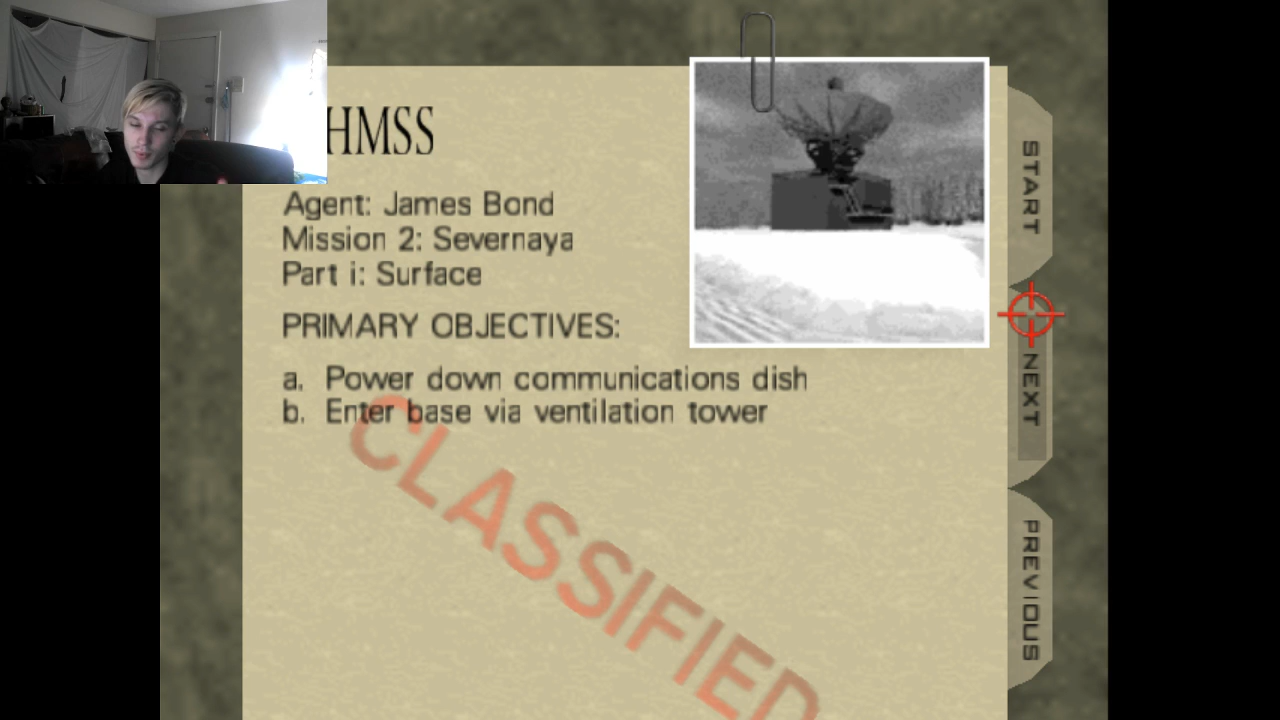 HMSS
Agent: James Bond
Mission 2: Severnaya
Part i: Surface
PRIMARY OBJECTIVES:
a. Power down communications dish
b. Enter base via ventilation tower
CLASSIFIED
START
NEXT
PREVIOUS